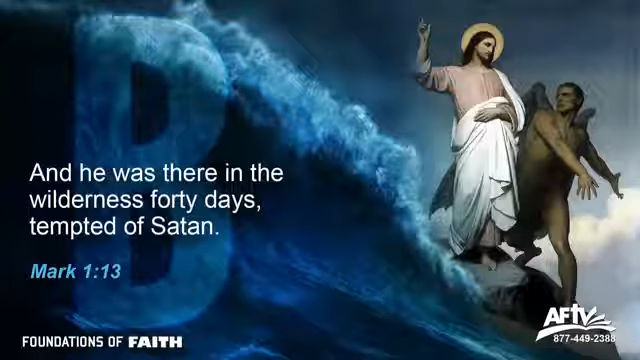 B
And he was there in the
wilderness forty days,
tempted of Satan.
Mark 1:13
FOUNDATIONS OF FAITH
AFtv
877-449-2388